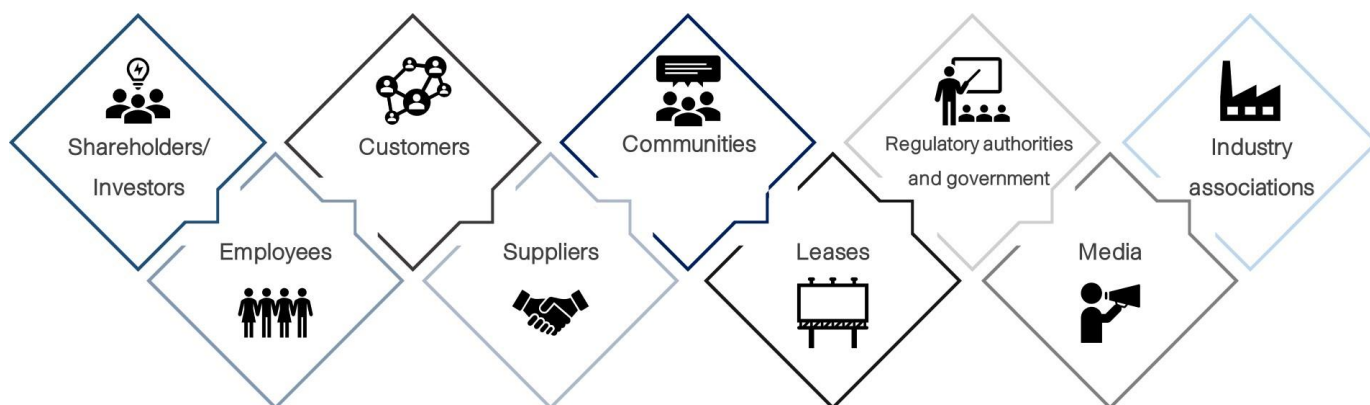 Shareholders/
Investors
Customers
Communities
Regulatory authorities
and government
Industry
associations
Employees
Suppliers
Leases
Media